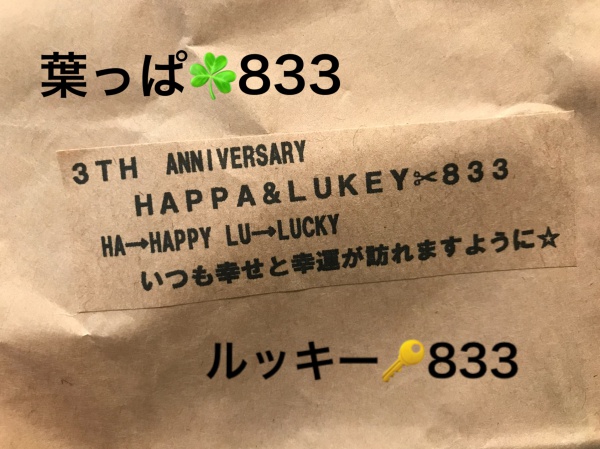 葉っぱ☘️833
3TH ANNIVERSARY
HAPPA&LUKEY✂833
HA→HAPPY LU→LUCKY
いつも幸せと幸運が訪れますように☆
ルッキー🔑833